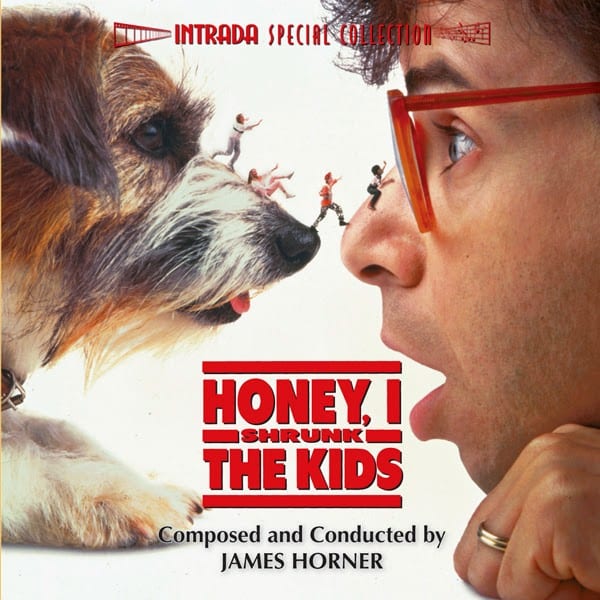 INTRADA SPECIAL COLLECTION
HONEY, I
SHRUNK
THE KIDS
Composed and Conducted by
JAMES HORNER